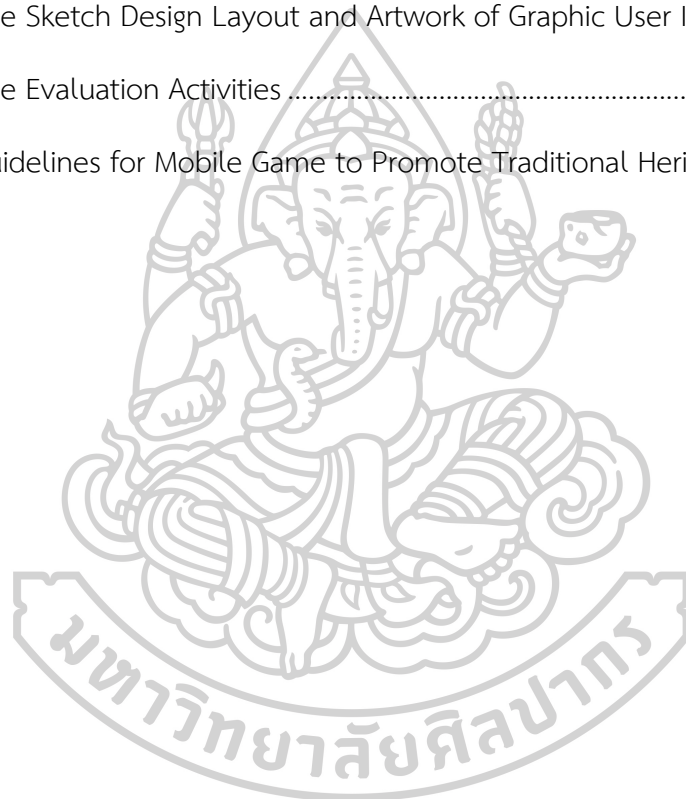 e Sketch Design Layout and Artwork of Graphic User I
e Evaluation Activities ................................................
uidelines for Mobile Game to Promote Traditional Heri
มหาวิทยาลัยศิลปากร